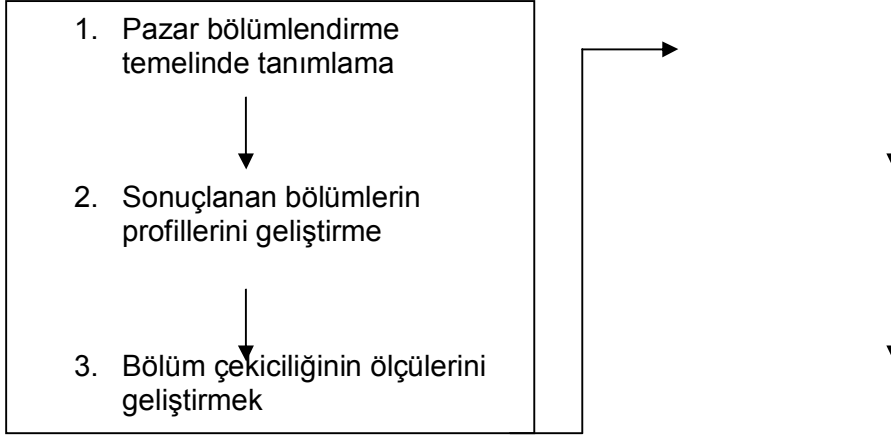 1. Pazar bölümlendirme
temelinde tanımlama
2. Sonuçlanan bölümlerin
profillerini geliştirme
3. Bölüm çekiciliğinin ölçülerini
geliştirmek